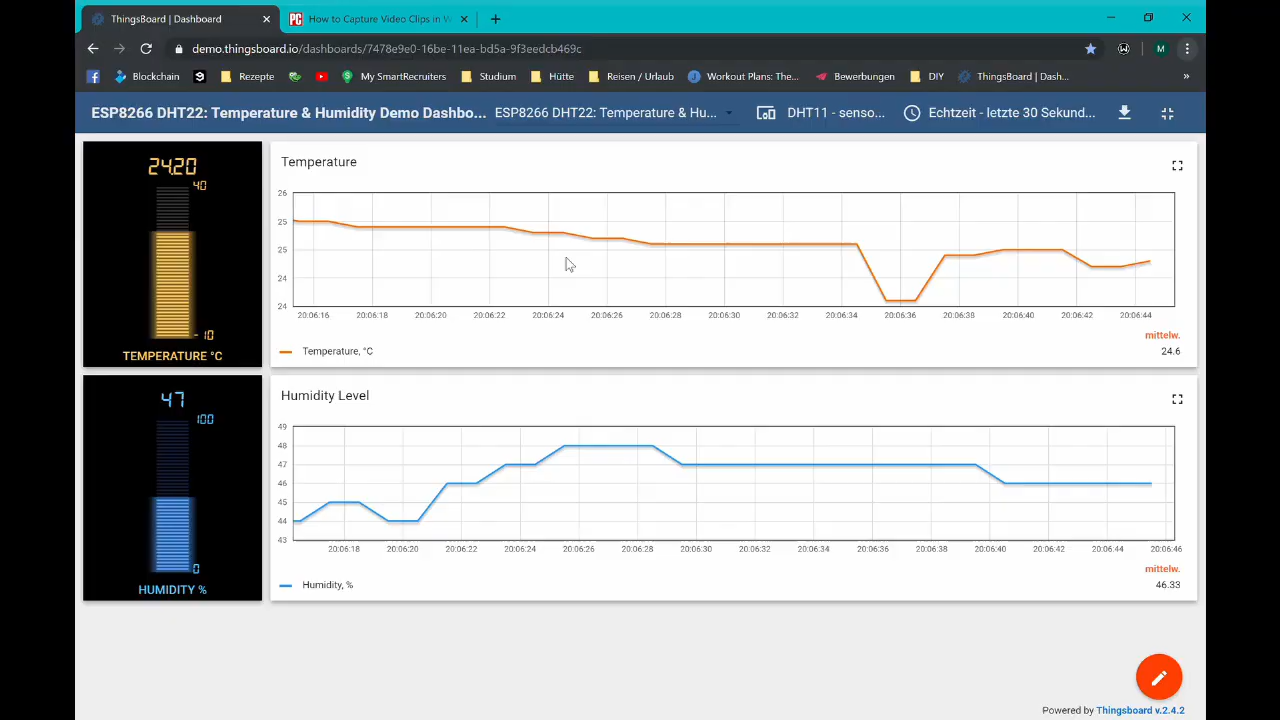 ThingsBoard | Dashboard
PC How to Capture Video Clips in W
demo.thingsboard.io/dashboards/7478e9e0-16be-11ea-bd5a-9f3eedcb469c
M
Blockchain Rezepte My SmartRecruiters Studium Hütte Reisen / Urlaub Workout Plans: The... Bewerbungen DIY ThingsBoard | Dash... »
ESP8266 DHT22: Temperature & Humidity Demo Dashbo... ESP8266 DHT22: Temperature & Hu... DHT11 - senso... Echtzeit - letzte 30 Sekund...
24.20
40
-10
TEMPERATURE °C
Temperature
26
25
25
24
24
20:06:16 20:06:18 20:06:20 20:06:22 20:06:24 20:06:26 20:06:28 20:06:30 20:06:32 20:06:34 20:06:36 20:06:38 20:06:40 20:06:42 20:06:44
mittelw.
Temperature, °C 24.6
47
100
0
HUMIDITY %
Humidity Level
49
48
47
46
45
44
43
20:06:18 20:06:20 20:06:22 20:06:24 20:06:26 20:06:28 20:06:30 20:06:32 20:06:34 20:06:36 20:06:38 20:06:40 20:06:42 20:06:44 20:06:46
mittelw.
Humidity, % 46.33
Powered by Thingsboard v.2.4.2